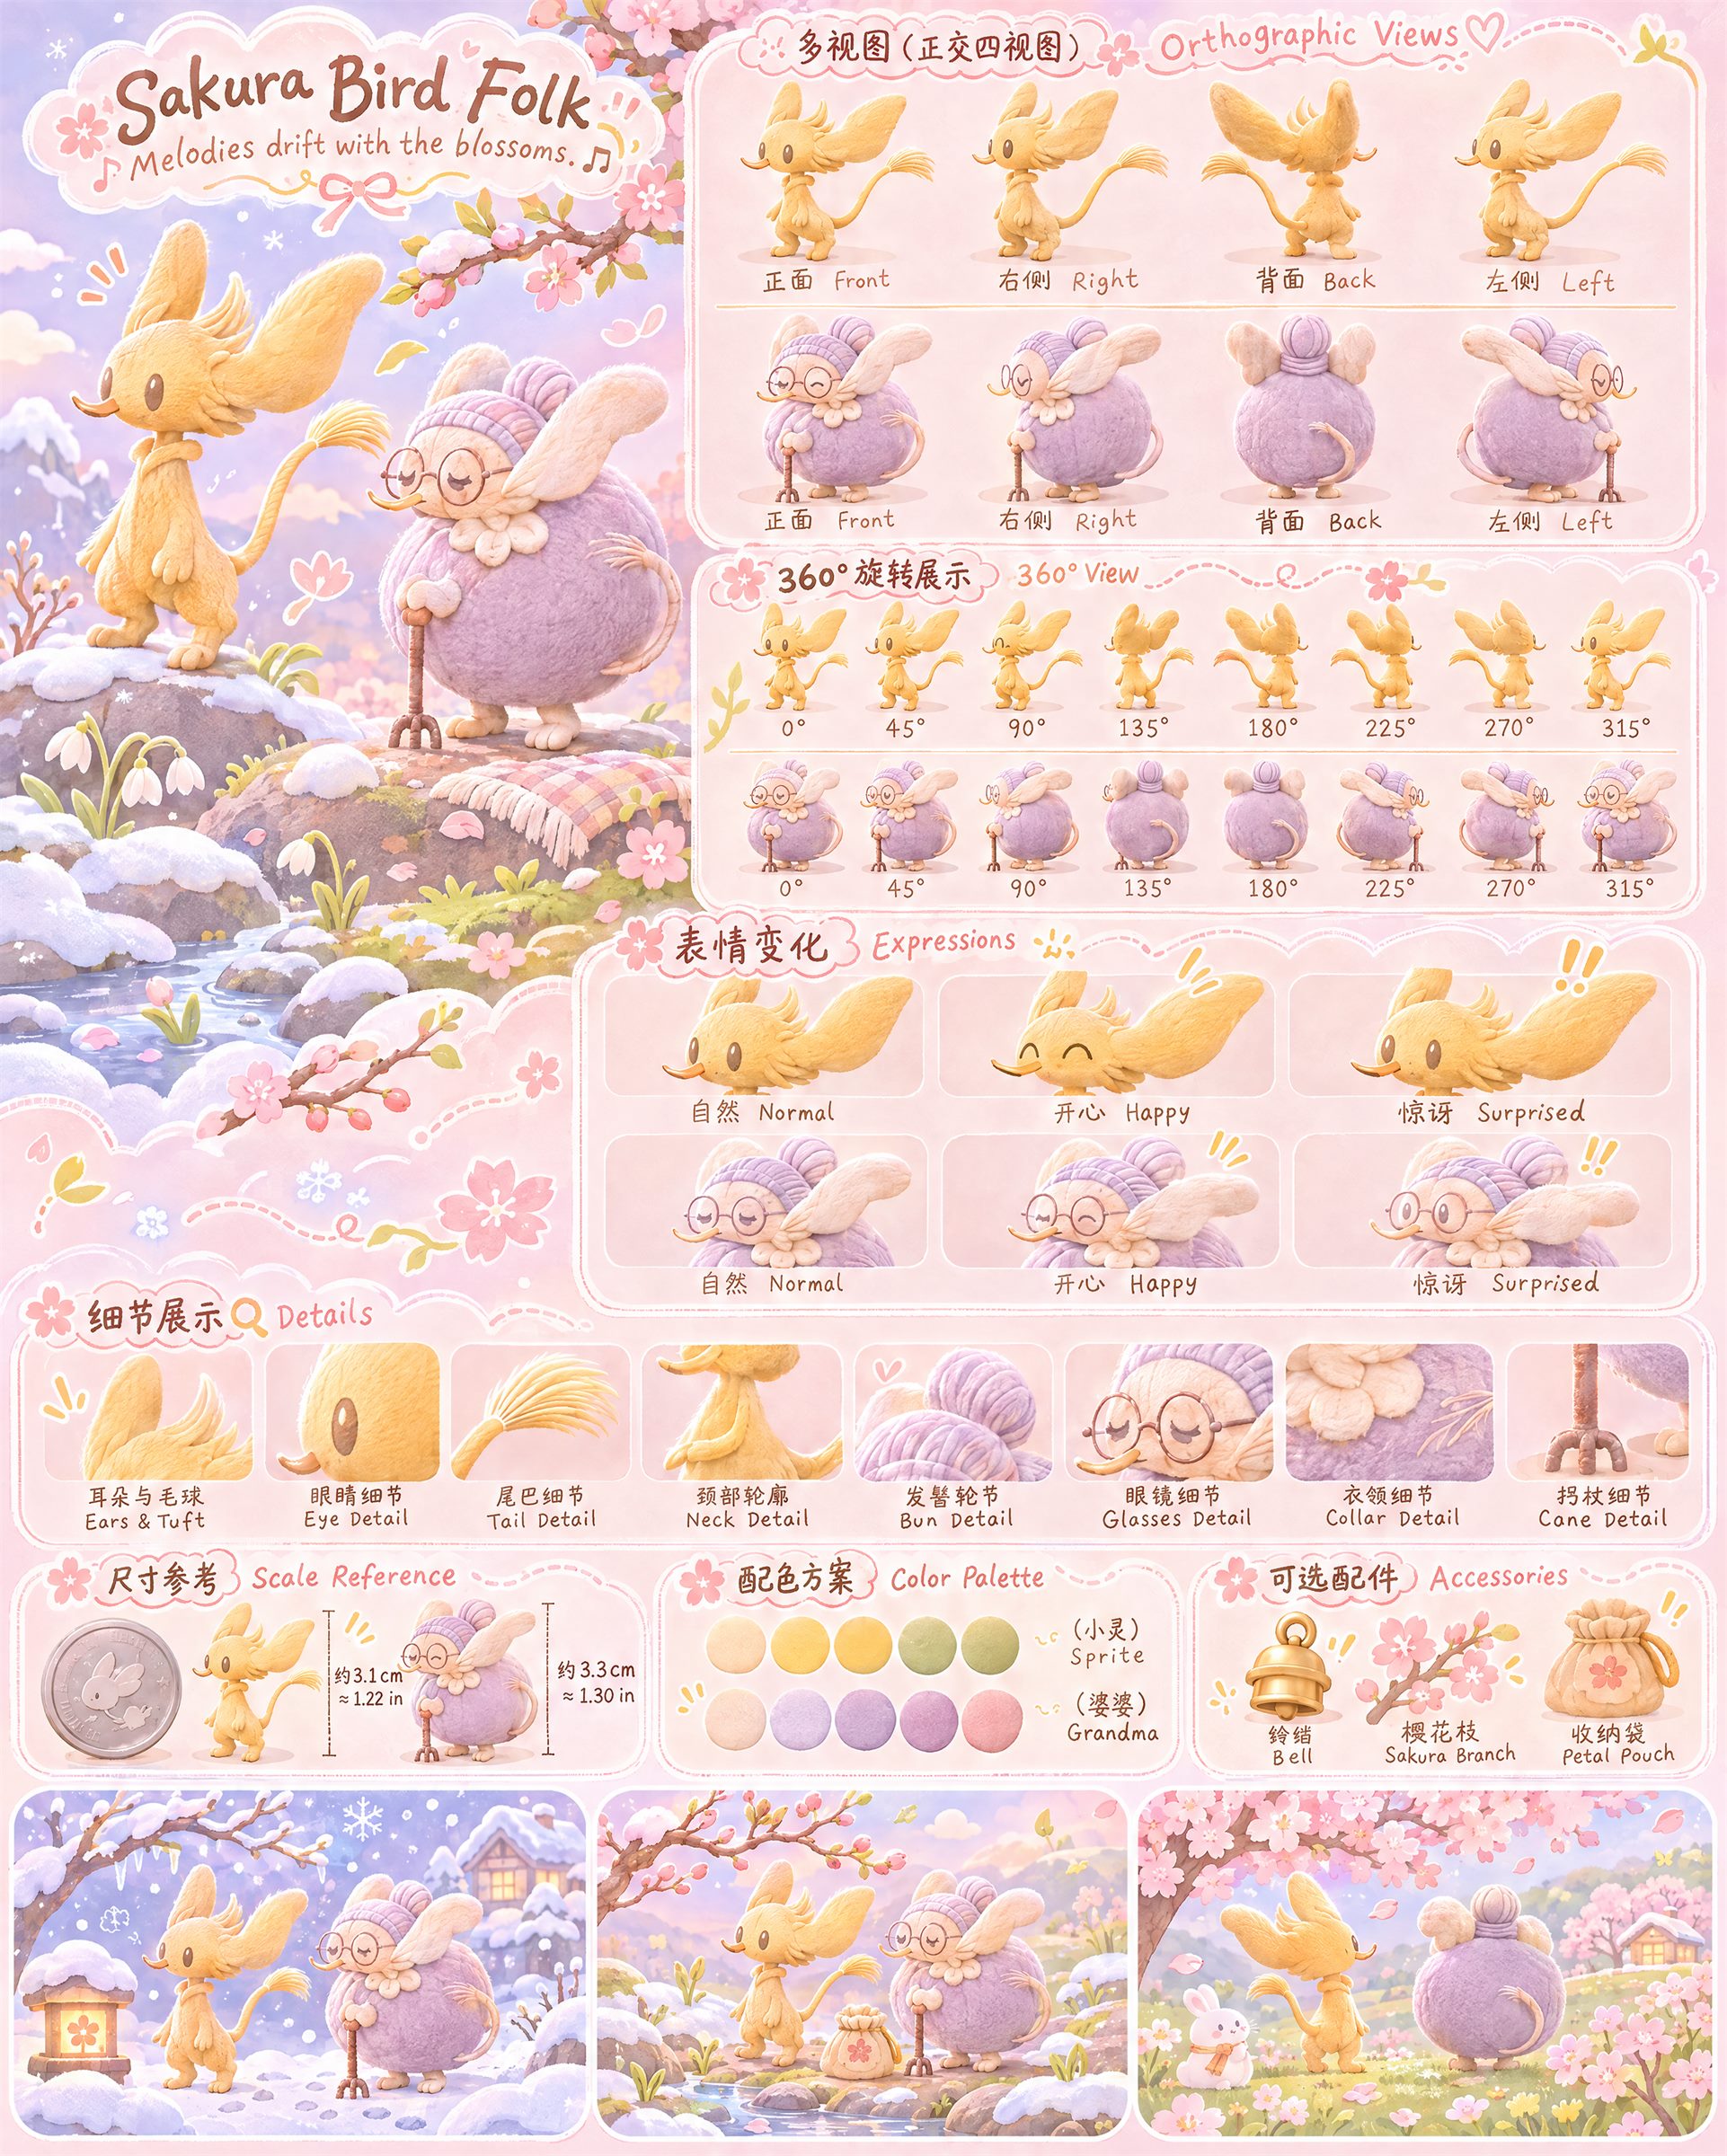 Sakura Bird Folk
Melodies drift with the blossoms.
多视图（正交四视图） Orthographic Views
正面 Front
右侧 Right
背面 Back
左侧 Left
正面 Front
右侧 Right
背面 Back
左侧 Left
360°旋转展示 360° View
0° 45° 90° 135° 180° 225° 270° 315°
0° 45° 90° 135° 180° 225° 270° 315°
表情变化 Expressions
自然 Normal
开心 Happy
惊讶 Surprised
自然 Normal
开心 Happy
惊讶 Surprised
细节展示 Details
耳朵与毛球
Ears & Tuft
眼睛细节
Eye Detail
尾巴细节
Tail Detail
颈部轮廓
Neck Detail
发髻轮节
Bun Detail
眼镜细节
Glasses Detail
衣领细节
Collar Detail
拐杖细节
Cane Detail
尺寸参考 Scale Reference
约3.1cm
≈1.22 in
约3.3cm
≈1.30 in
配色方案 Color Palette
（小灵）
Sprite
（婆婆）
Grandma
可选配件 Accessories
Bell
樱花枝
Sakura Branch
收纳袋
Petal Pouch